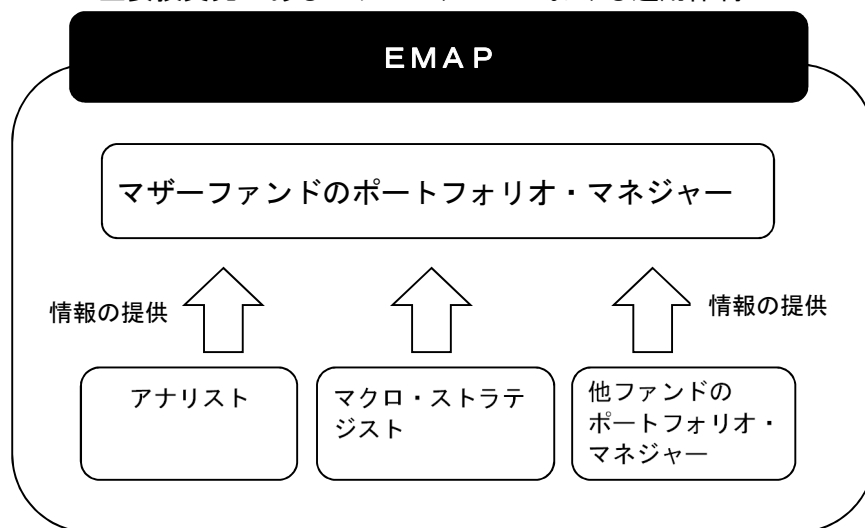 ＥＭＡＰ
マザーファンドのポートフォリオ・マネジャー
情報の提供
情報の提供
アナリスト
マクロ・ストラテ
ジスト
他ファンドの
ポートフォリオ・
マネジャー